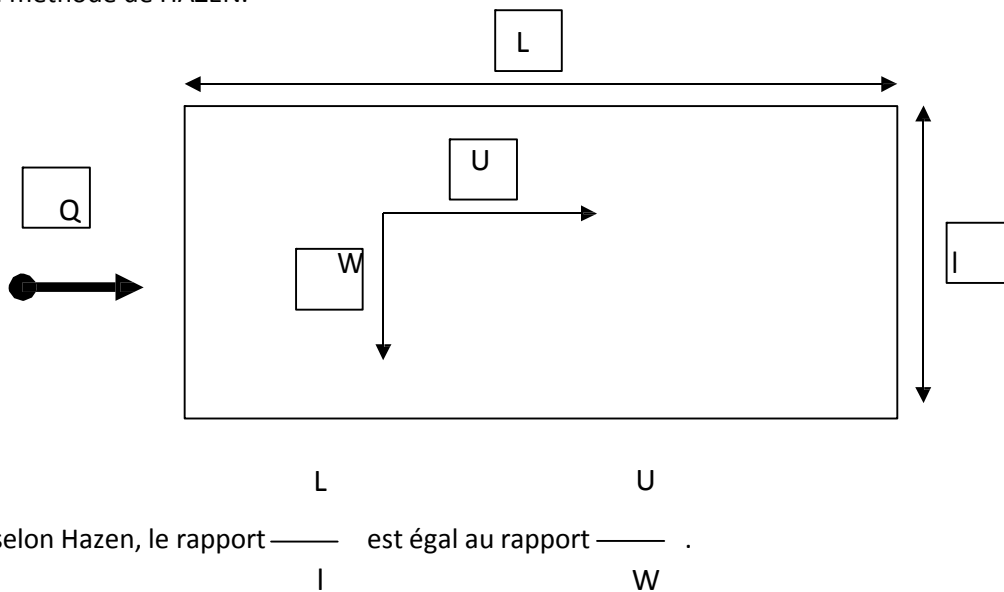 méthode de HAZEN.
L
U
Q
W
l
L U
selon Hazen, le rapport —— est égal au rapport —— .
l W